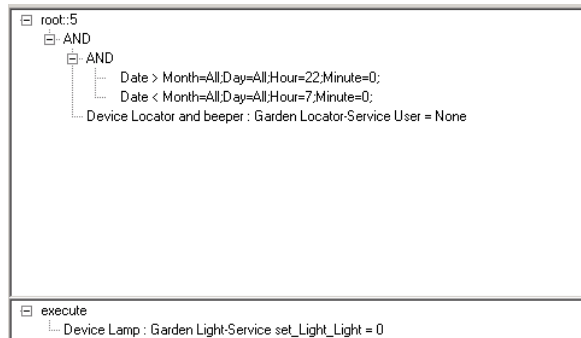 root::5
AND
AND
Date > Month=All;Day=All;Hour=22;Minute=0;
Date < Month=All;Day=All;Hour=7;Minute=0;
Device Locator and beeper : Garden Locator-Service User = None
execute
Device Lamp : Garden Light-Service set_Light_Light = 0